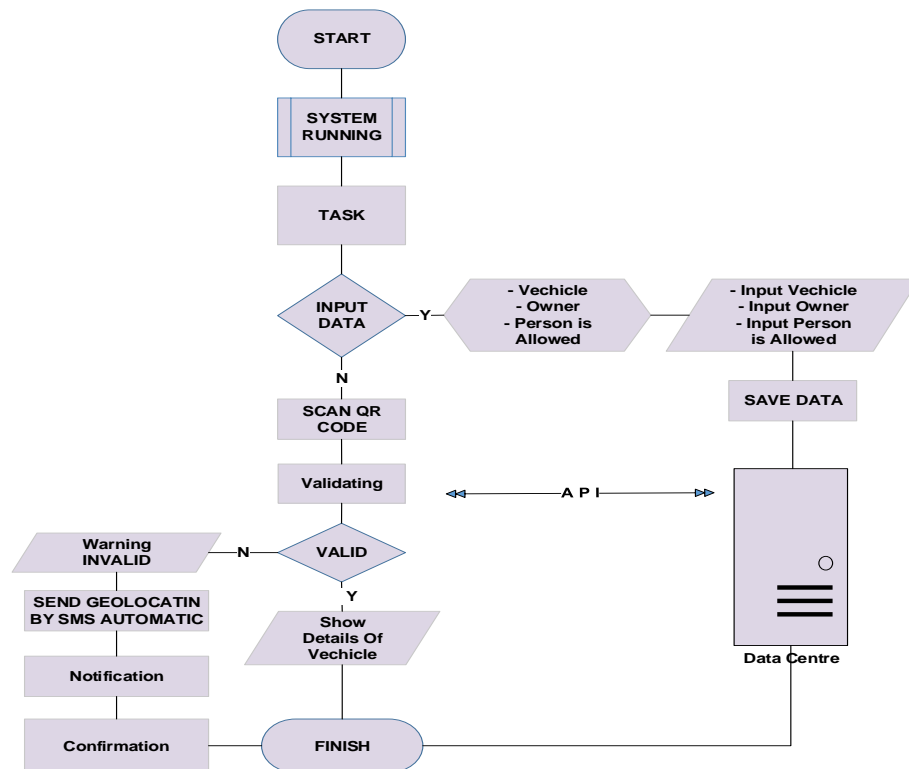 START
SYSTEM
RUNNING
TASK
INPUT
DATA
Y
- Vechicle
- Owner
- Person is
Allowed
- Input Vechicle
- Input Owner
- Input Person
is Allowed
N
SCAN QR
CODE
SAVE DATA
Validating
A P I
VALID
N
Warning
INVALID
Y
SEND GEOLOCATIN
BY SMS AUTOMATIC
Show
Details Of
Vechicle
Data Centre
Notification
Confirmation
FINISH